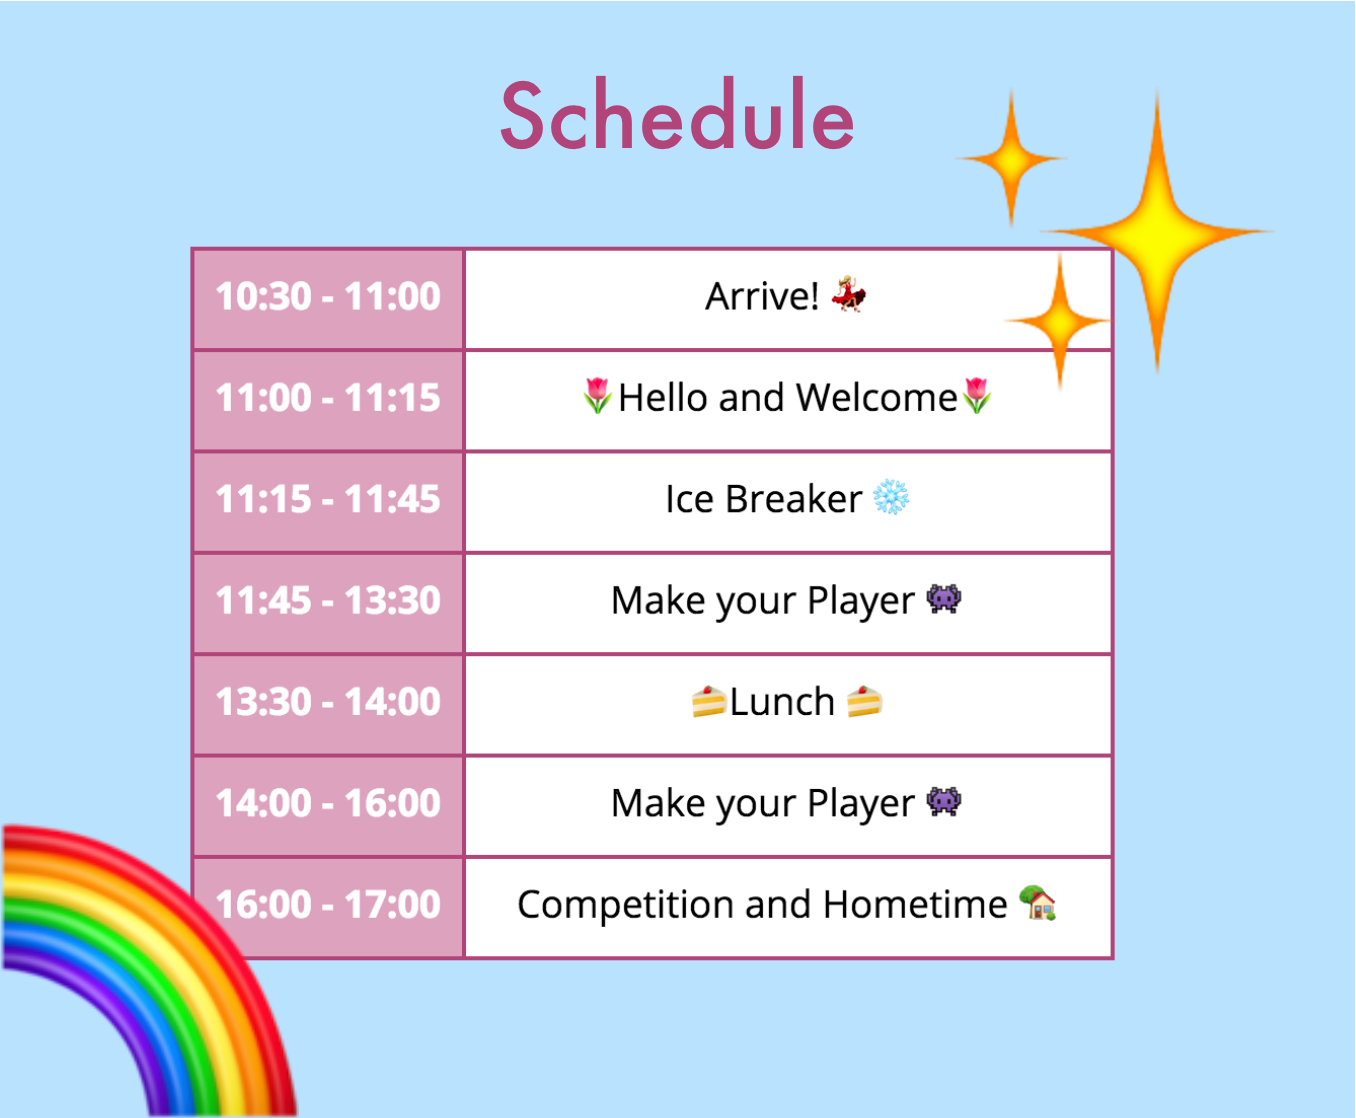 Schedule
10:30 - 11:00 Arrive! 💃
11:00 - 11:15 🌷Hello and Welcome🌷
11:15 - 11:45 Ice Breaker ❄️
11:45 - 13:30 Make your Player 👾
13:30 - 14:00 🍰Lunch 🍰
14:00 - 16:00 Make your Player 👾
16:00 - 17:00 Competition and Hometime 🏡